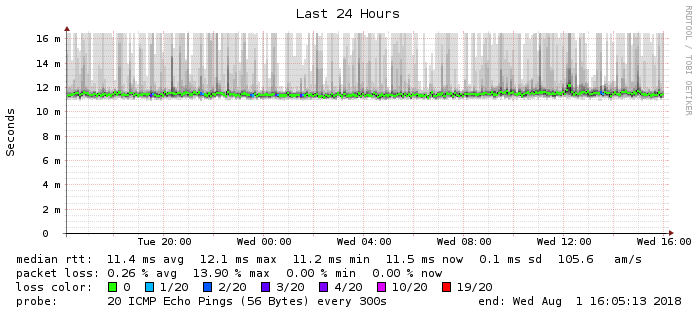 Last 24 Hours
RRDTOOL / TOBI OETIKER
Seconds
16 m
14 m
12 m
10 m
8 m
6 m
4 m
2 m
0
Tue 20:00 Wed 00:00 Wed 04:00 Wed 08:00 Wed 12:00 Wed 16:00
median rtt: 11.4 ms avg 12.1 ms max 11.2 ms min 11.5 ms now 0.1 ms sd 105.6 am/s
packet loss: 0.26 % avg 13.90 % max 0.00 % min 0.00 % now
loss color: 0 1/20 2/20 3/20 4/20 10/20 19/20
probe: 20 ICMP Echo Pings (56 Bytes) every 300s end: Wed Aug 1 16:05:13 2018